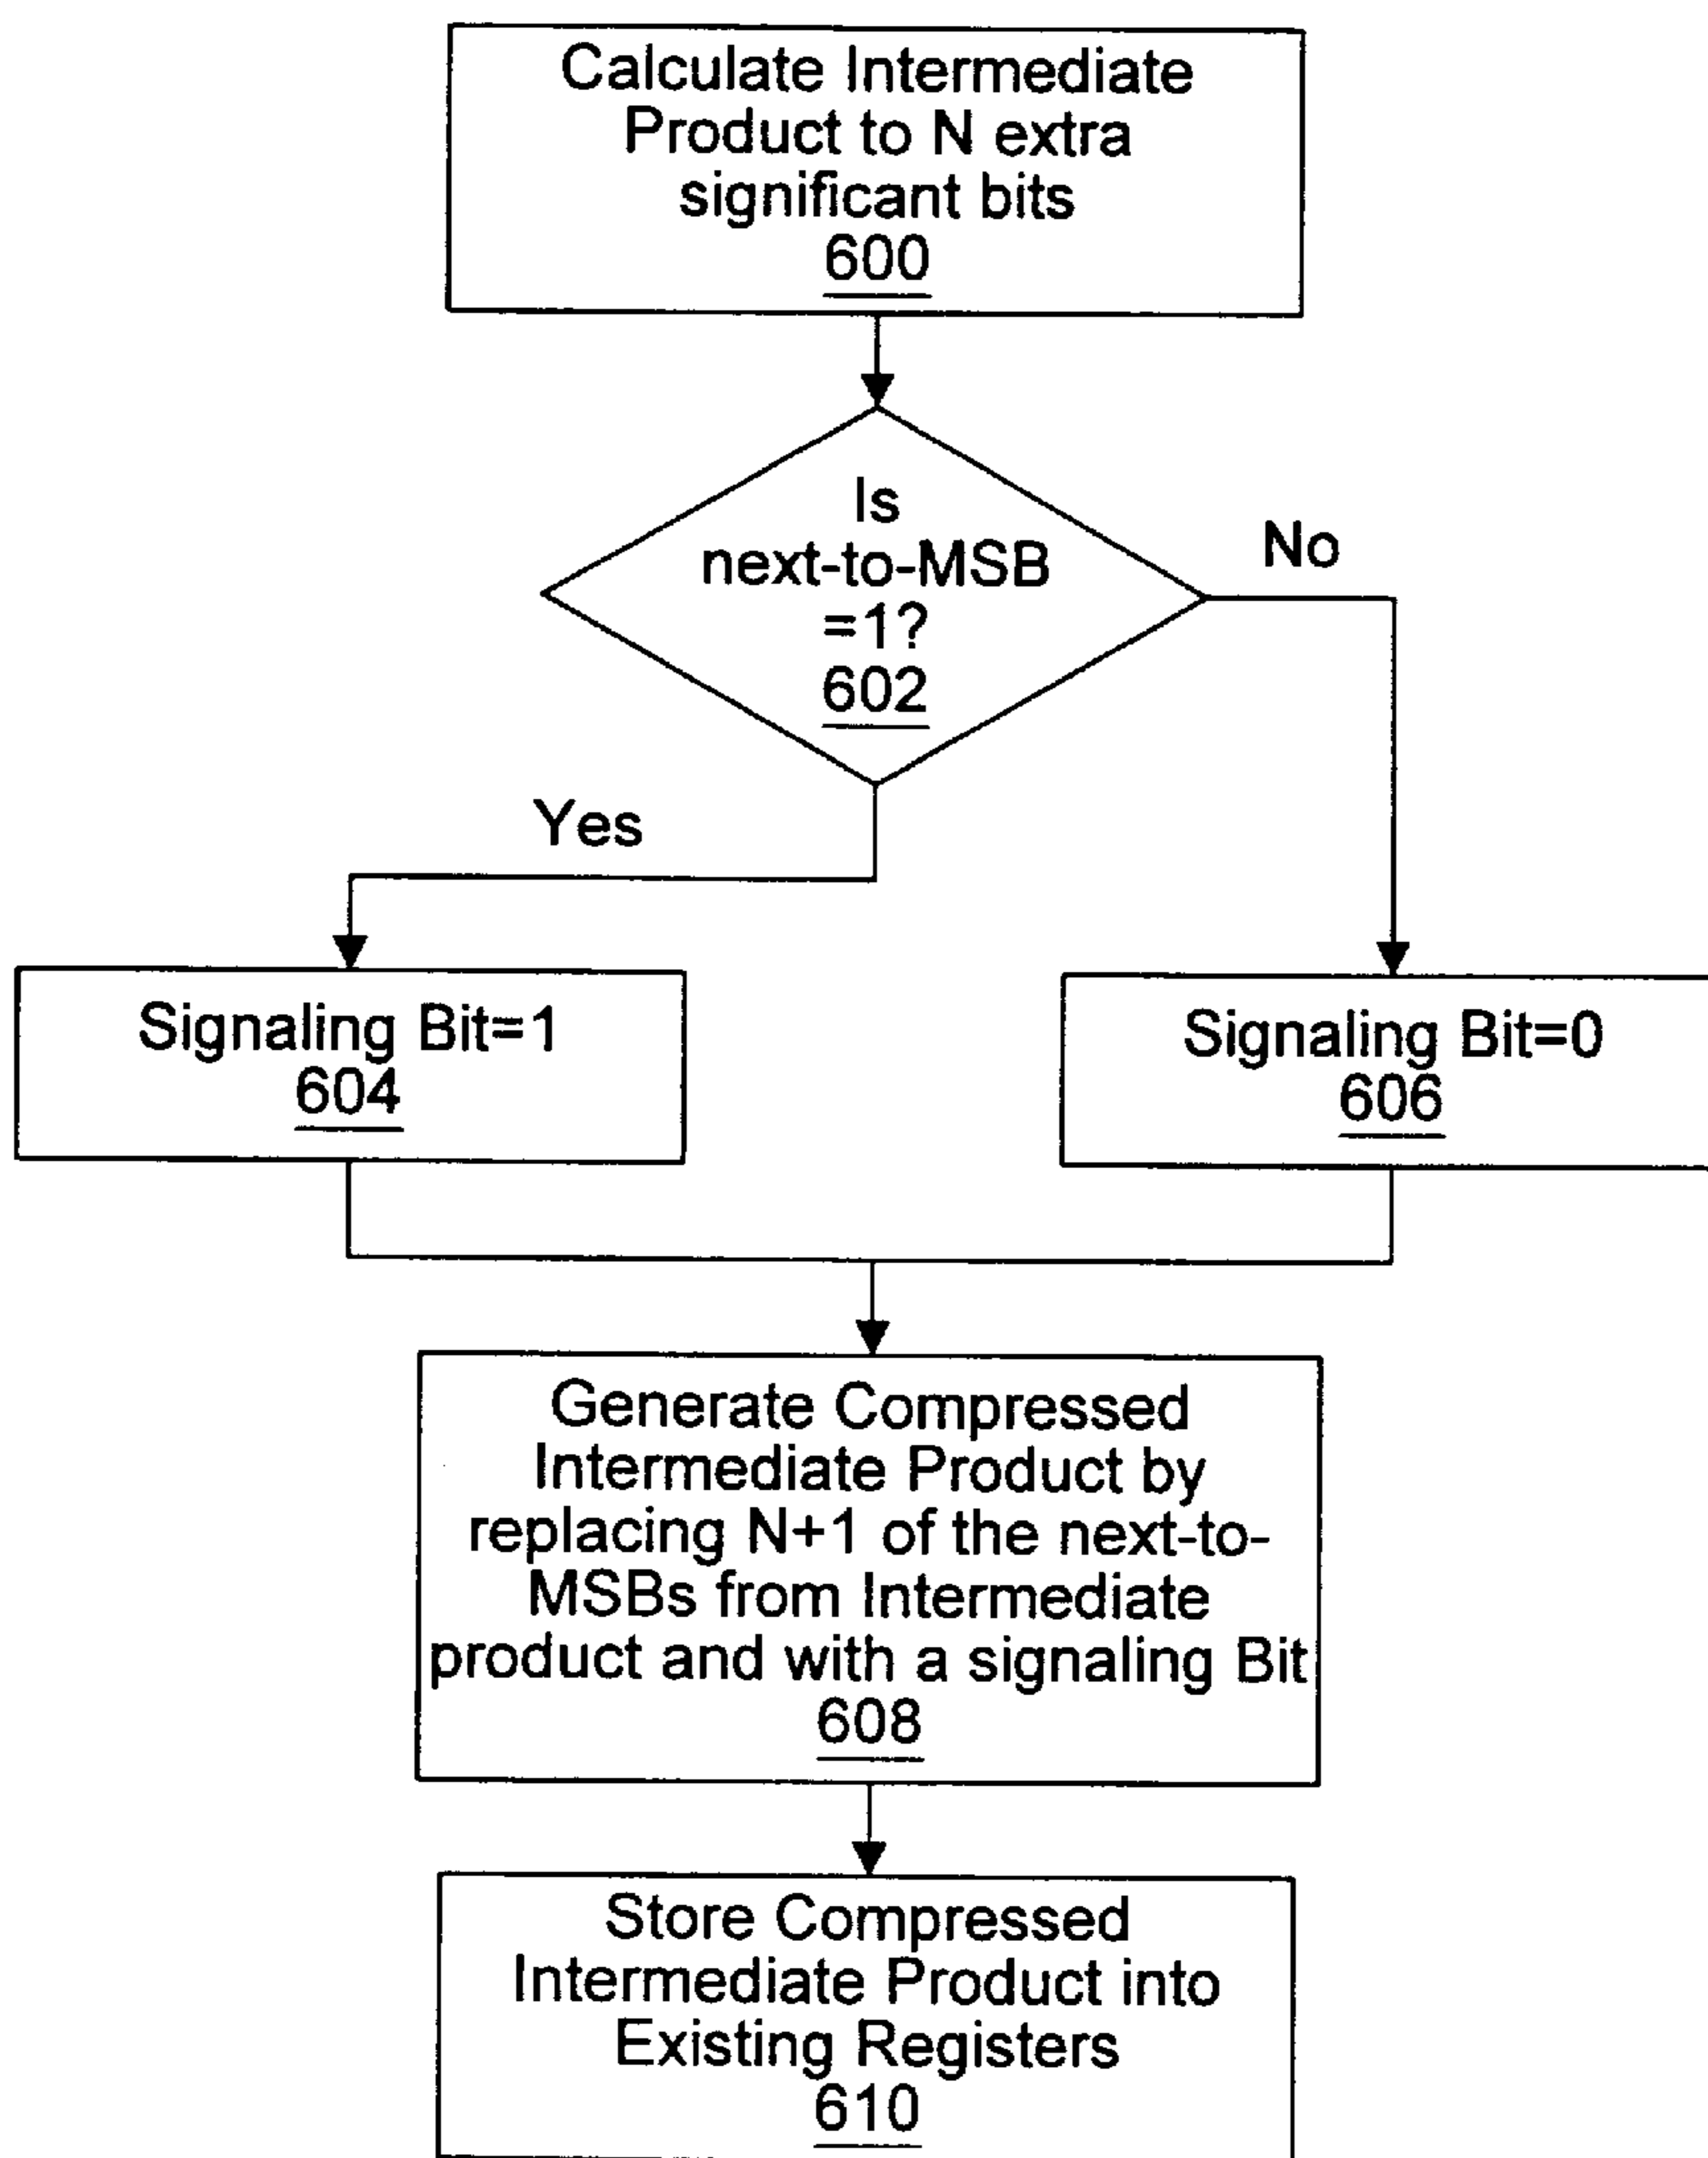 Calculate Intermediate
Product to N extra
significant bits
600
Is
next-to-MSB
=1?
602
No
Yes
Signaling Bit=1
604
Signaling Bit=0
606
Generate Compressed
Intermediate Product by
replacing N+1 of the next-to-
MSBs from Intermediate
product and with a signaling Bit
608
Store Compressed
Intermediate Product into
Existing Registers
610